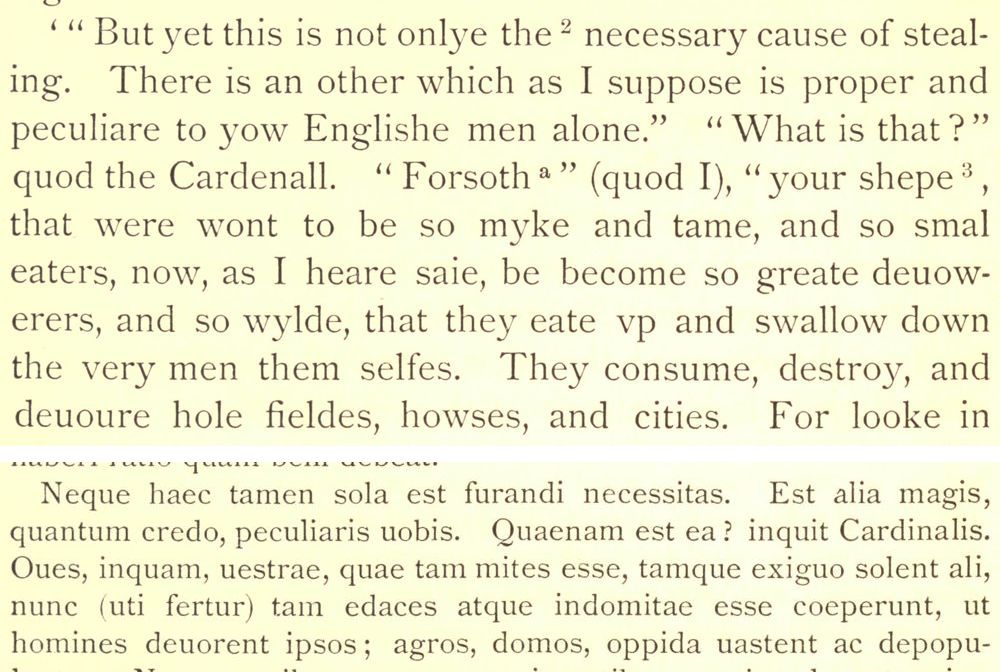 ‘ “ But yet this is not onlye the ² necessary cause of steal-
ing. There is an other which as I suppose is proper and
peculiare to yow Englishe men alone.” “ What is that ? ”
quod the Cardenall. “ Forsoth ᵃ ” (quod I), “ your shepe ³ ,
that were wont to be so myke and tame, and so smal
eaters, now, as I heare saie, be become so greate deuow-
erers, and so wylde, that they eate vp and swallow down
the very men them selfes. They consume, destroy, and
deuoure hole fieldes, howses, and cities. For looke in
Neque haec tamen sola est furandi necessitas. Est alia magis,
quantum credo, peculiaris uobis. Quaenam est ea ? inquit Cardinalis.
Oues, inquam, uestrae, quae tam mites esse, tamque exiguo solent ali,
nunc (uti fertur) tam edaces atque indomitae esse coeperunt, ut
homines deuorent ipsos ; agros, domos, oppida uastent ac depopu-